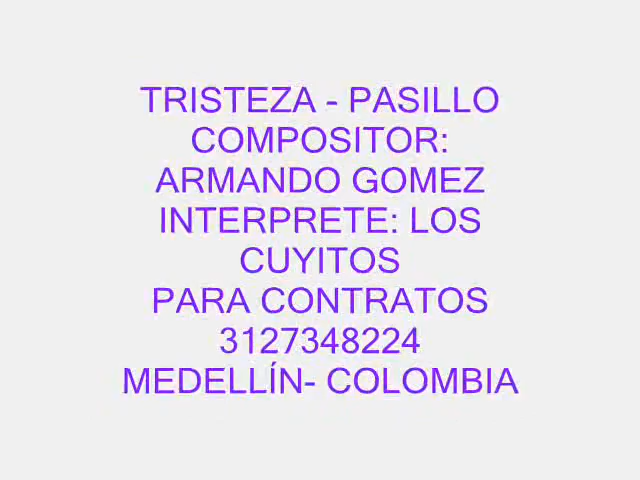 TRISTEZA - PASILLO
COMPOSITOR:
ARMANDO GOMEZ
INTERPRETE: LOS
CUYITOS
PARA CONTRATOS
3127348224
MEDELLÍN- COLOMBIA